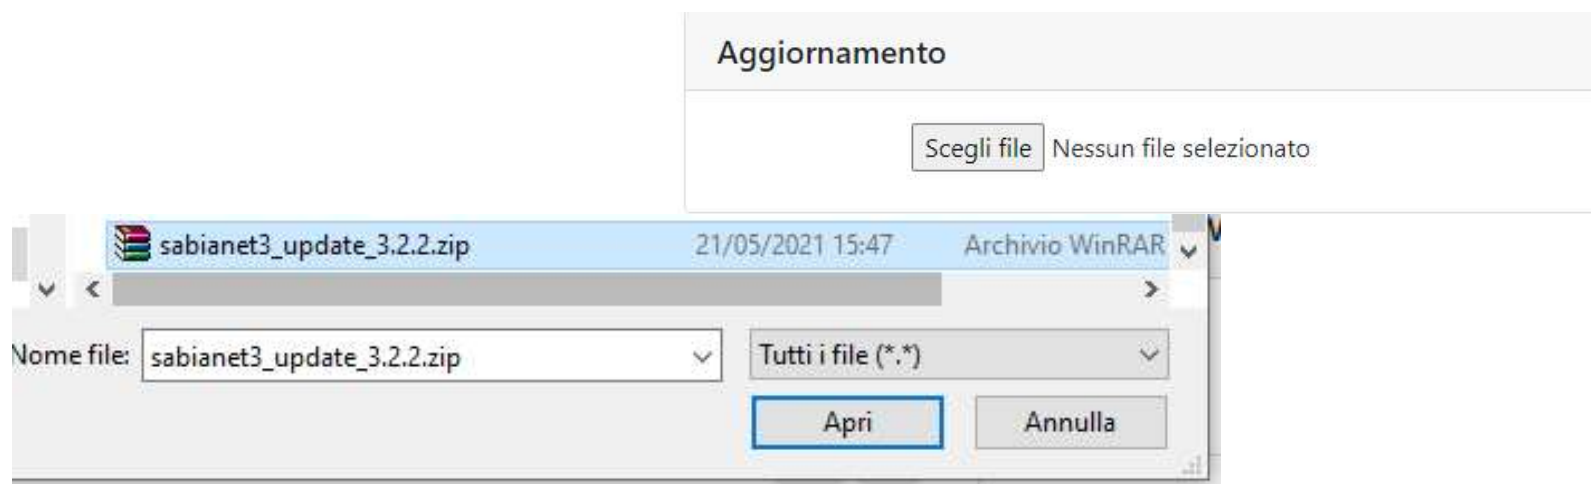 Aggiornamento
Scegli file Nessun file selezionato
sabianet3_update_3.2.2.zip 21/05/2021 15:47 Archivio WinRAR
Nome file: sabianet3_update_3.2.2.zip Tutti i file (*.*)
Apri Annulla